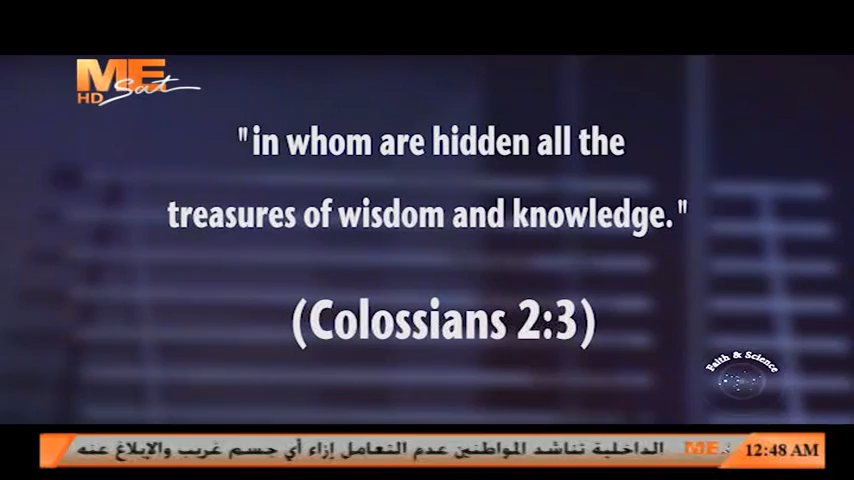 ME
HD Sat
"in whom are hidden all the
treasures of wisdom and knowledge."
(Colossians 2:3)
Faith & Science
الداخلية تناشد المواطنين عدم التعامل إزاء أي جسم غريب والإبلاغ عنه
ME
12:48 AM